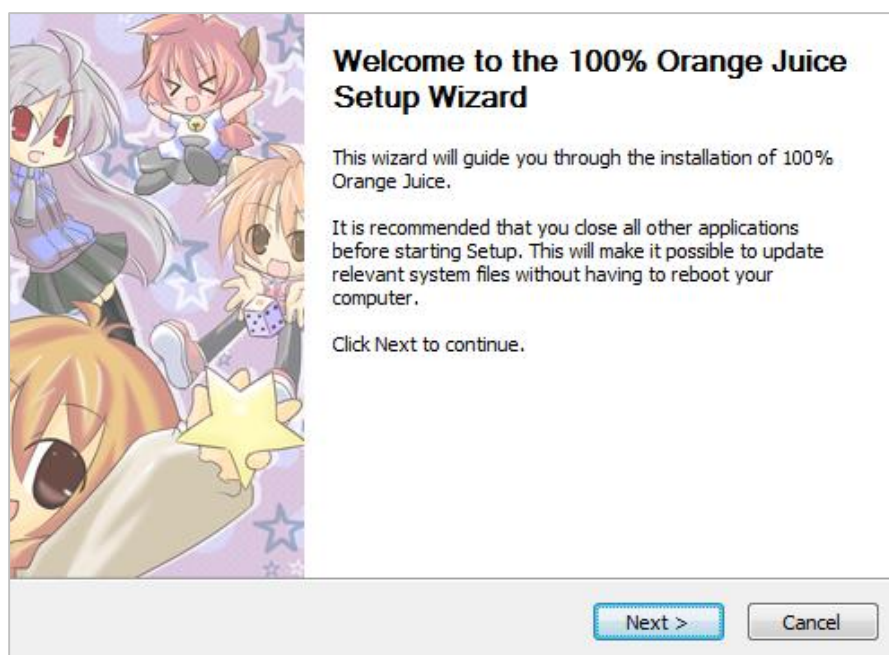 Welcome to the 100% Orange Juice
Setup Wizard
This wizard will guide you through the installation of 100%
Orange Juice.
It is recommended that you close all other applications
before starting Setup. This will make it possible to update
relevant system files without having to reboot your
computer.
Click Next to continue.
Next >
Cancel